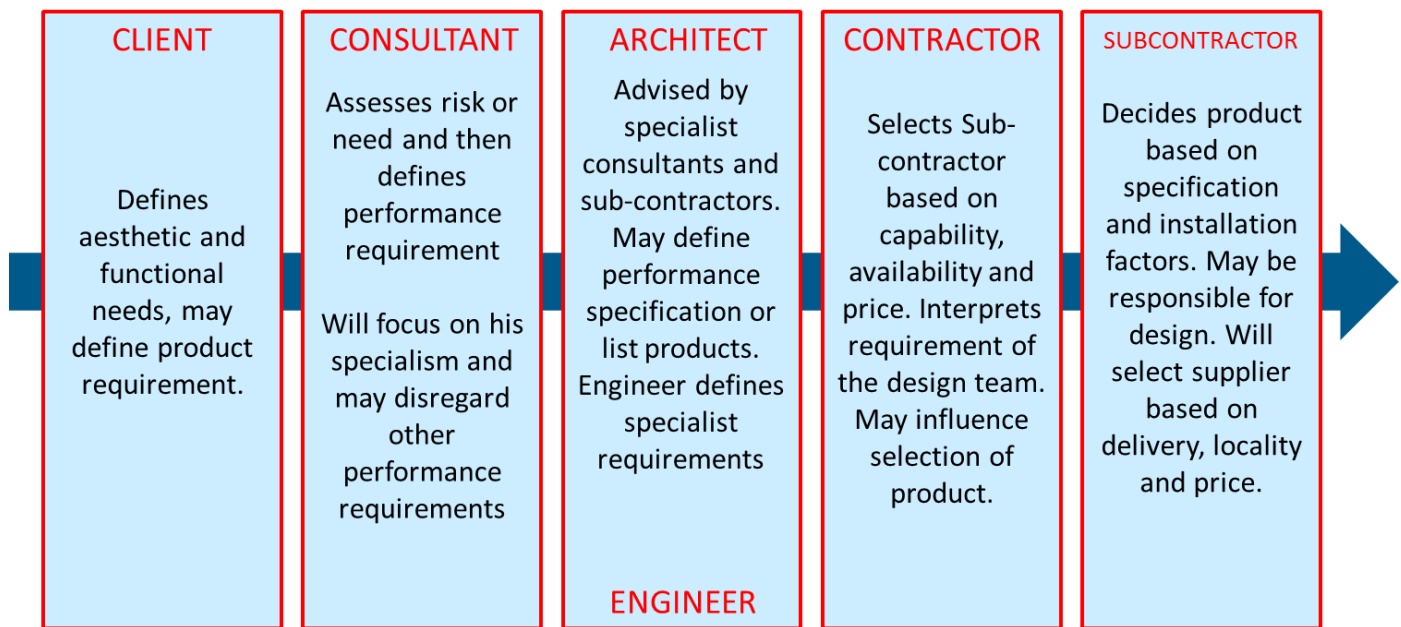 CLIENT
Defines
aesthetic and
functional
needs, may
define product
requirement.
CONSULTANT
Assesses risk or
need and then
defines
performance
requirement
Will focus on his
specialism and
may disregard
other
performance
requirements
ARCHITECT
Advised by
specialist
consultants and
sub-contractors.
May define
performance
specification or
list products.
Engineer defines
specialist
requirements
ENGINEER
CONTRACTOR
Selects Sub-
contractor
based on
capability,
availability and
price. Interprets
requirement of
the design team.
May influence
selection of
product.
SUBCONTRACTOR
Decides product
based on
specification
and installation
factors. May be
responsible for
design. Will
select supplier
based on
delivery, locality
and price.